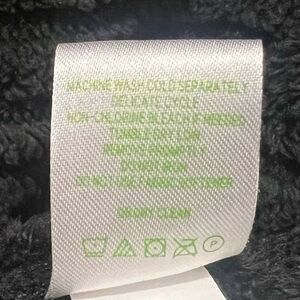 MACHINE WASH COLD SEPARATELY
DELICATE CYCLE
NON-CHLORINE BLEACH IF NEEDED
TUMBLE DRY LOW
REMOVE PROMPTLY
DO NOT IRON
DO NOT USE FABRIC SOFTENER
OR DRY CLEAN
P